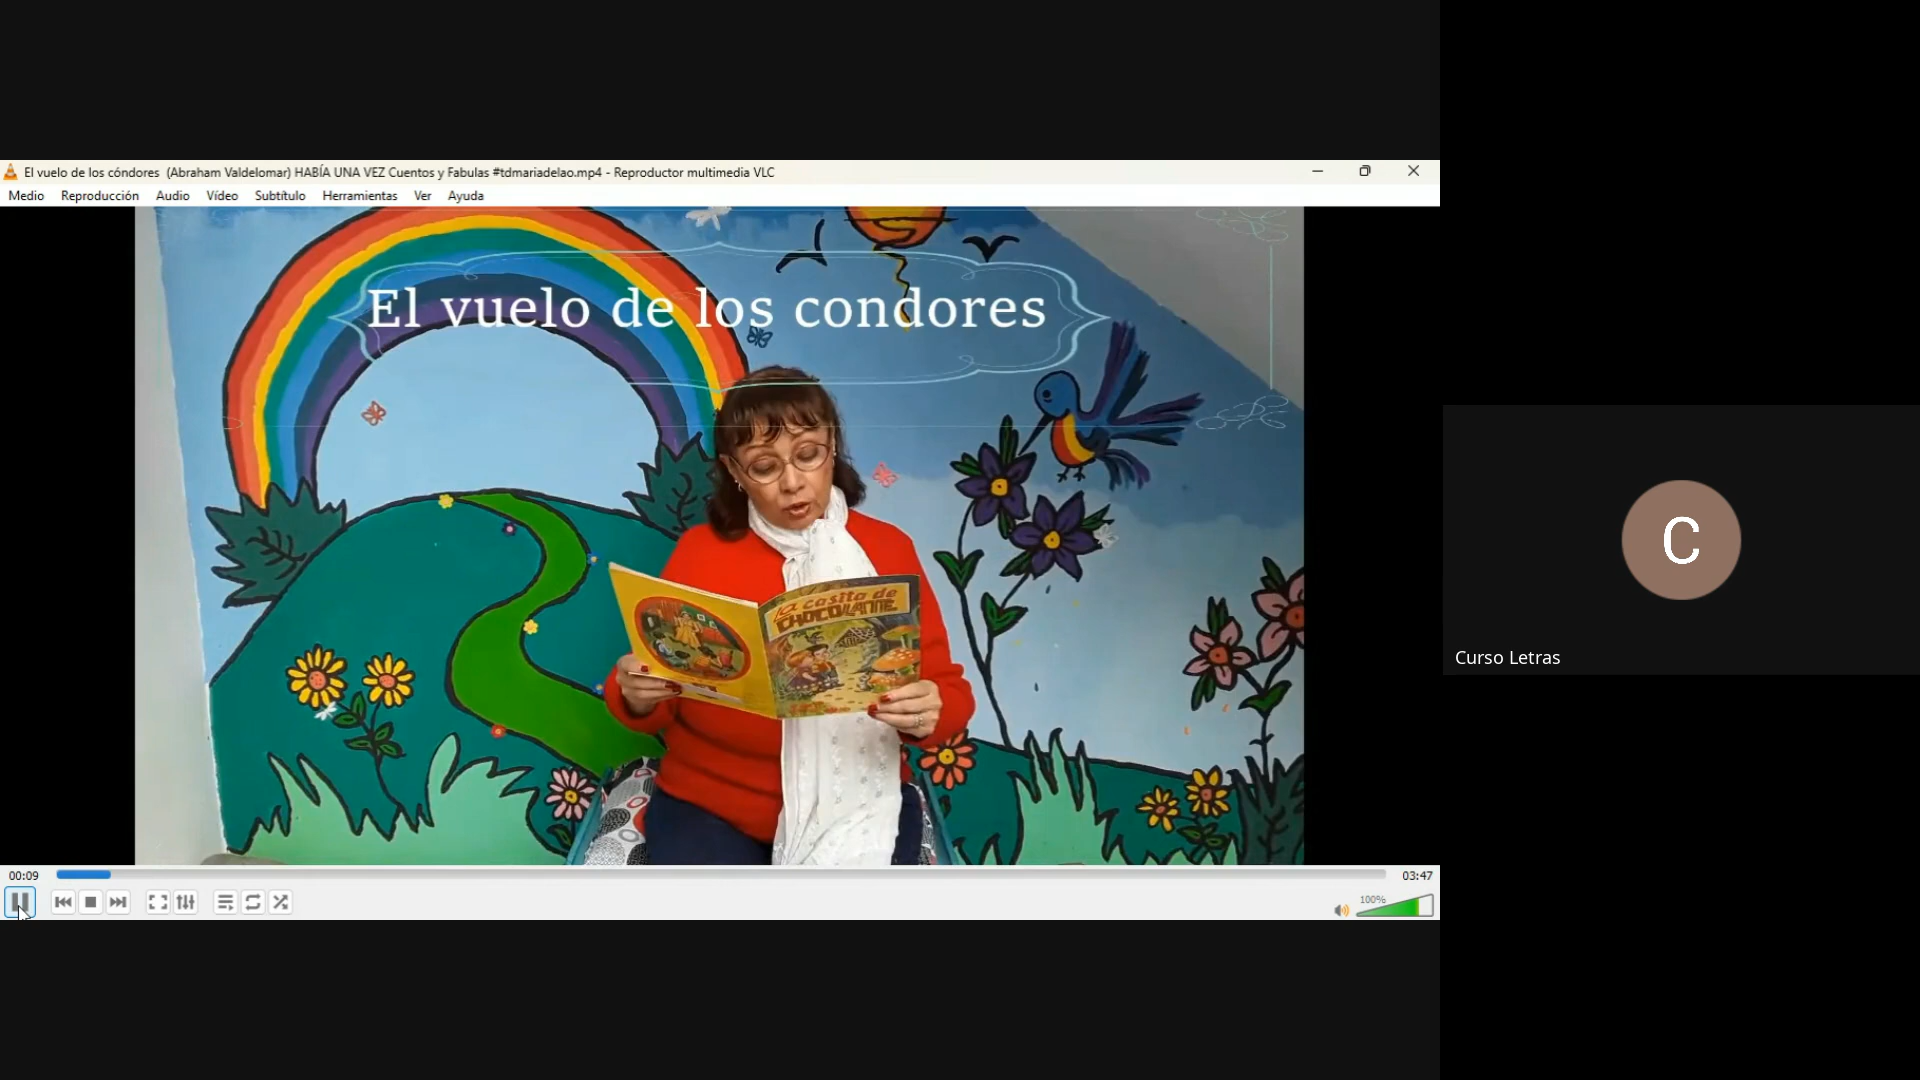 El vuelo de los cóndores (Abraham Valdelomar) HABÍA UNA VEZ Cuentos y Fabulas #tdmariadelao.mp4 - Reproductor multimedia VLC
Medio Reproducción Audio Vídeo Subtítulo Herramientas Ver Ayuda
El vuelo de los condores
La casita de
CHOCOLATE
C
Curso Letras
00:09
03:47
100%